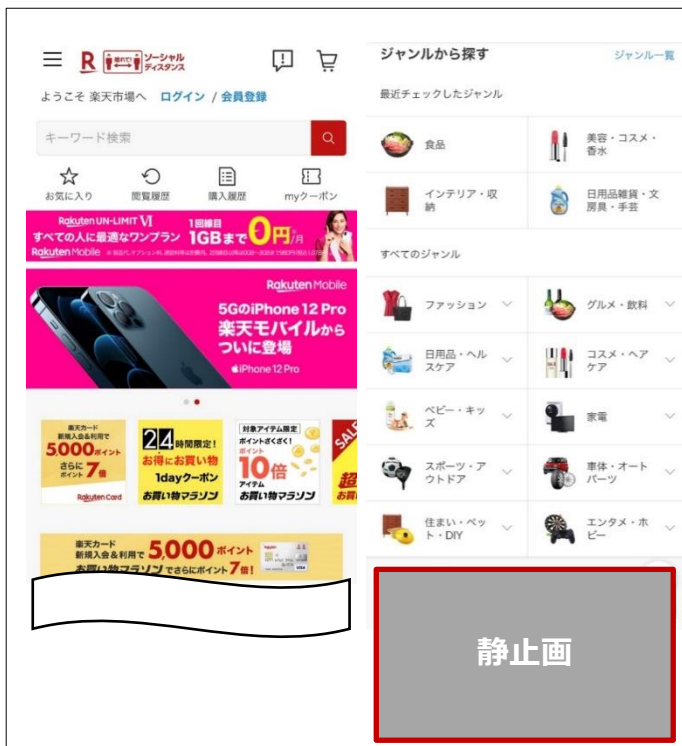 R 離れて! ソーシャル
ディスタンス
ようこそ 楽天市場へ ログイン / 会員登録
キーワード検索
お気に入り 閲覧履歴 購入履歴 myクーポン
Rakuten UN-LIMIT VI
すべての人に最適なワンプラン
1回線目
1GBまで0円/月
Rakuten Mobile
Rakuten Mobile
5GのiPhone 12 Pro
楽天モバイルから
ついに登場
iPhone 12 Pro
楽天カード
新規入会&利用で
5,000ポイント
さらに
ポイント7倍
Rakuten Card
24時間限定!
お得にお買い物
1dayクーポン
お買い物マラソン
対象アイテム限定
ポイントざくざく!
ポイント
10倍
アイテム
お買い物マラソン
SALE
超
お買
楽天カード
新規入会&利用で 5,000 ポイント
お買い物マラソンでさらにポイント7倍!
VISA
ジャンルから探す ジャンル一覧
最近チェックしたジャンル
食品
美容・コスメ・
香水
インテリア・収
納
日用品雑貨・文
房具・手芸
すべてのジャンル
ファッション
グルメ・飲料
日用品・ヘル
スケア
コスメ・ヘア
ケア
ベビー・キッ
ズ
家電
スポーツ・ア
ウトドア
車体・オート
パーツ
住まい・ペッ
ト・DIY
エンタメ・ホ
ビー
静止画